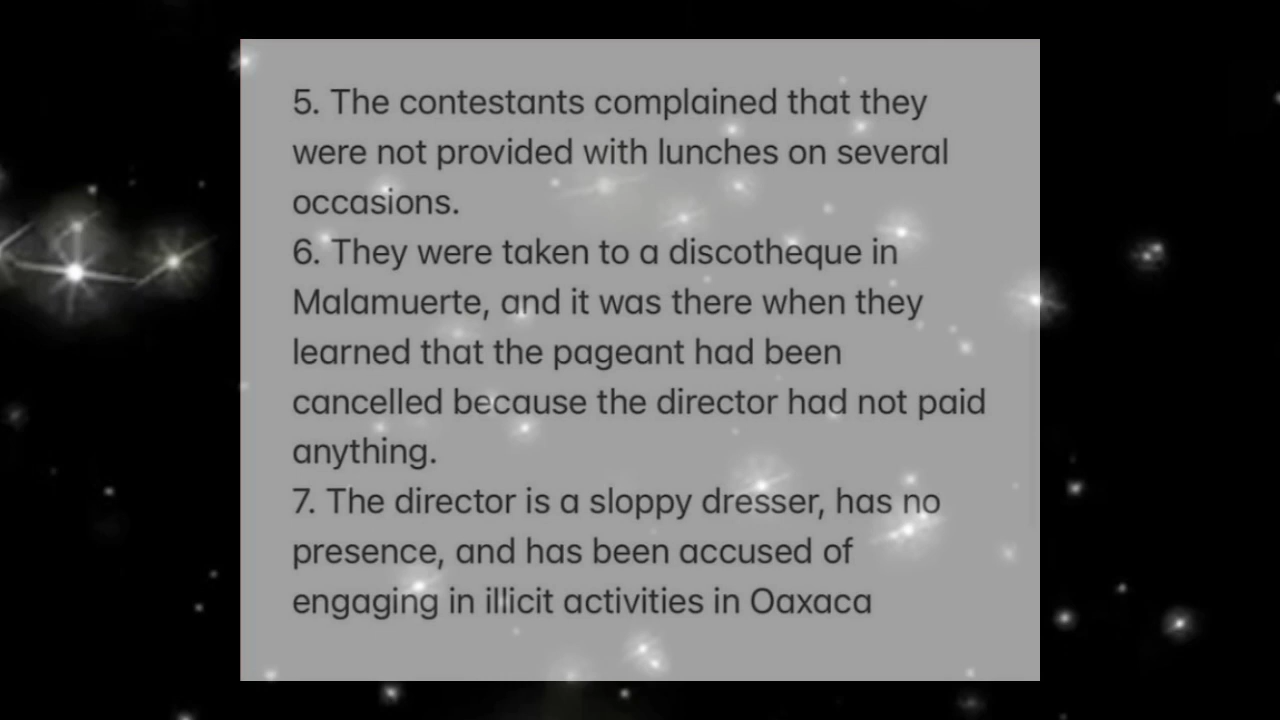 5. The contestants complained that they
were not provided with lunches on several
occasions.
6. They were taken to a discotheque in
Malamuerte, and it was there when they
learned that the pageant had been
cancelled because the director had not paid
anything.
7. The director is a sloppy dresser, has no
presence, and has been accused of
engaging in illicit activities in Oaxaca